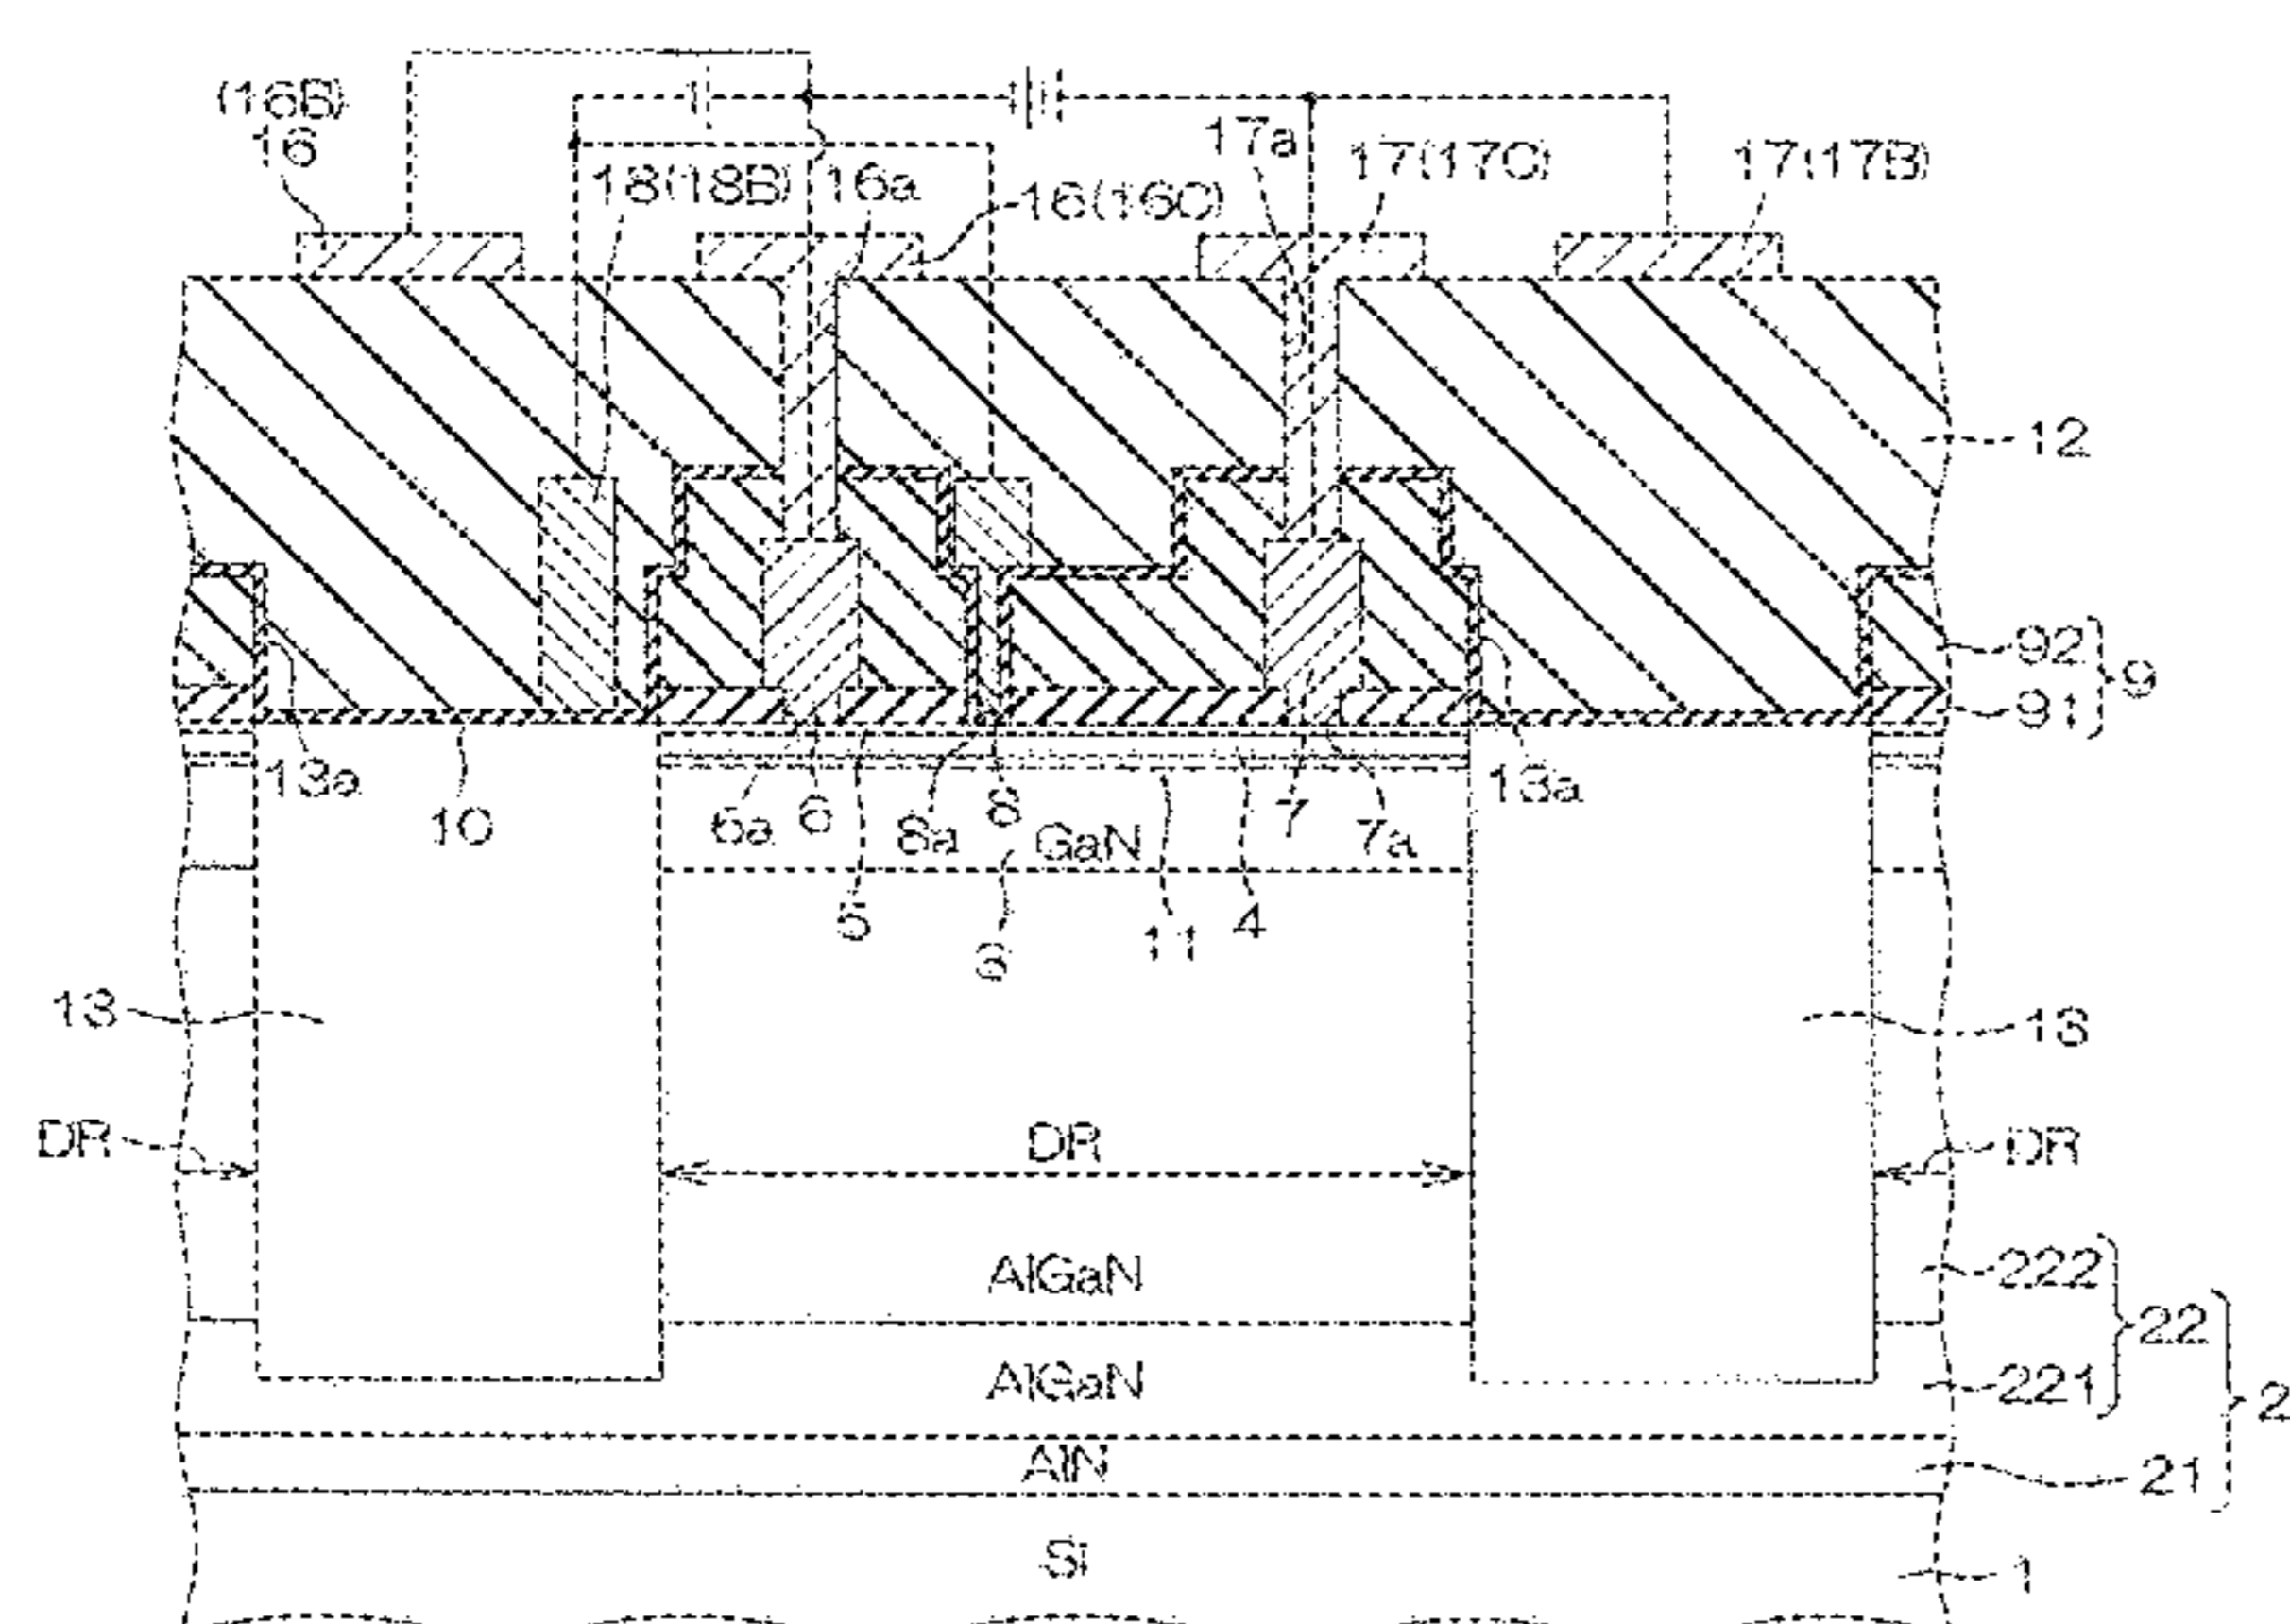 (16B)
16
18(18B)
16a
16(16C)
17a
17(17C)
17(17B)
12
92
91
9
13a
10
6a
6
8a
8
GaN
7
7a
13a
5
3
11
4
13
13
DR
DR
DR
AlGaN
222
22
AlGaN
221
2
AlN
21
Si
1